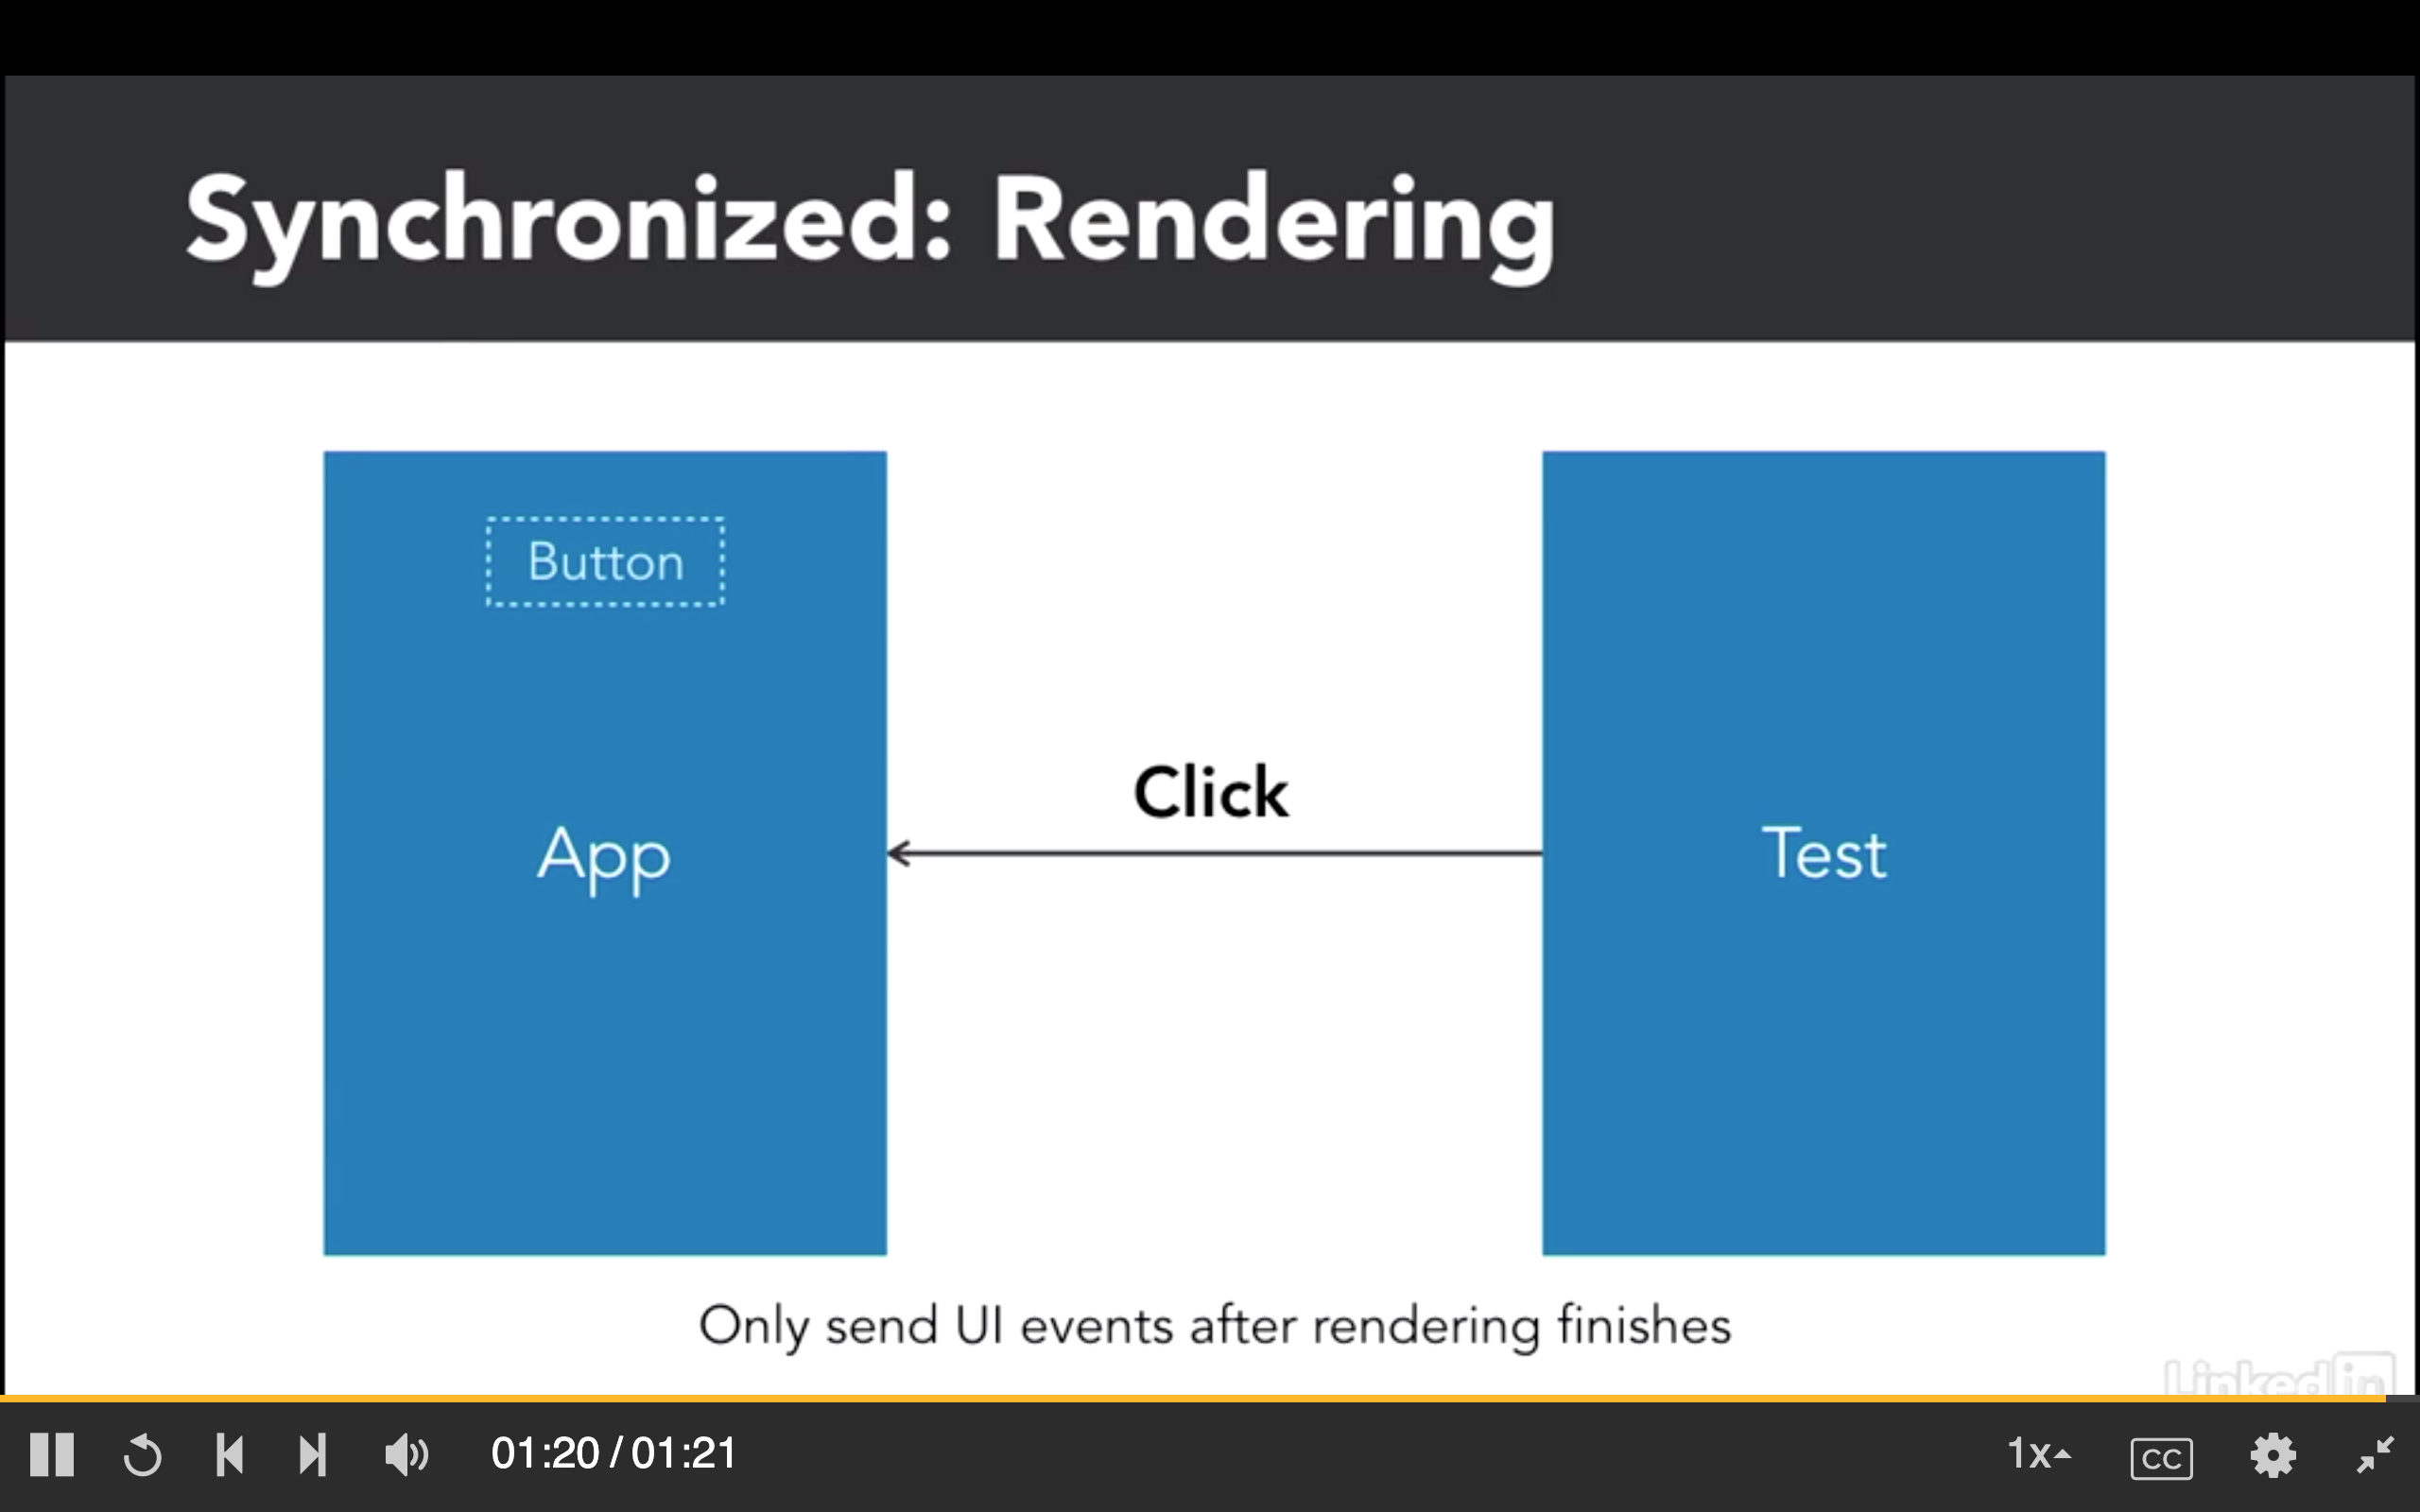 Synchronized: Rendering
Button
Click
App
Test
Only send UI events after rendering finishes
Linkedin
01:20 / 01:21
1x
CC